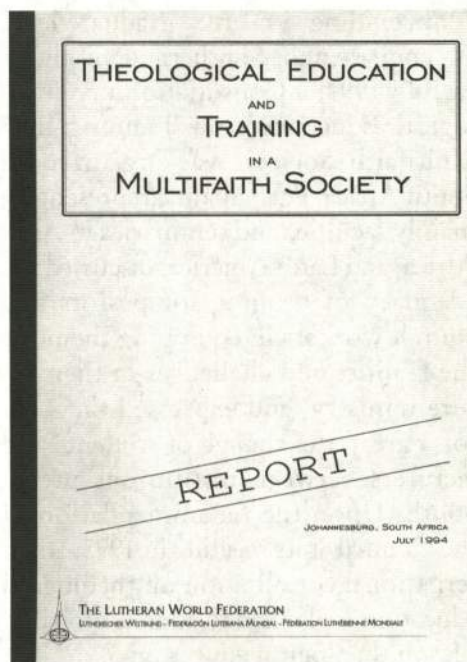 THEOLOGICAL EDUCATION
AND
TRAINING
IN A
MULTIFAITH SOCIETY
REPORT
JOHANNESBURG, SOUTH AFRICA
JULY 1994
THE LUTHERAN WORLD FEDERATION
LUTHERISCHER WELTBUND - FEDERACIÓN LUTERANA MUNDIAL - FÉDÉRATION LUTHÉRIENNE MONDIALE